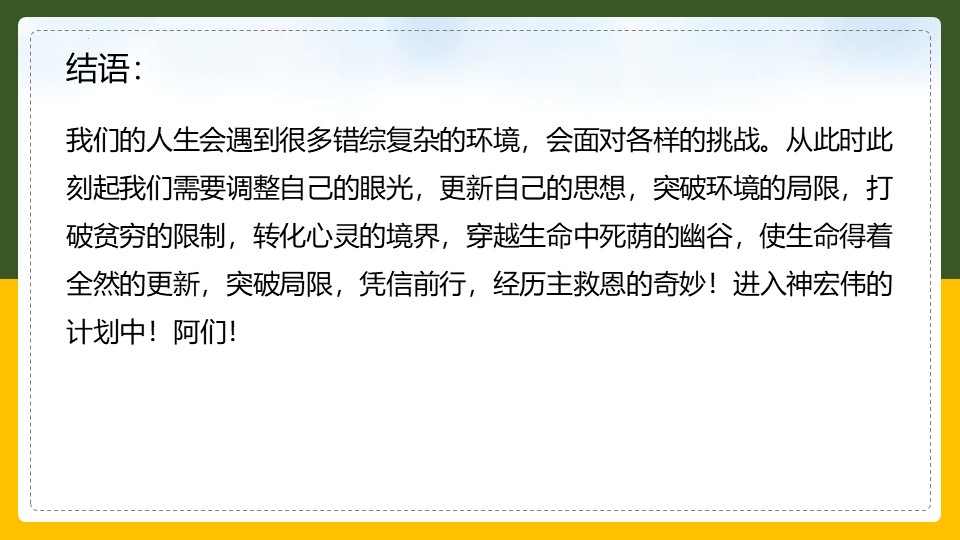 结语：
我们的人生会遇到很多错综复杂的环境，会面对各样的挑战。从此时此
刻起我们需要调整自己的眼光，更新自己的思想，突破环境的局限，打
破贫穷的限制，转化心灵的境界，穿越生命中死荫的幽谷，使生命得着
全然的更新，突破局限，凭信前行，经历主救恩的奇妙！进入神宏伟的
计划中！阿们！